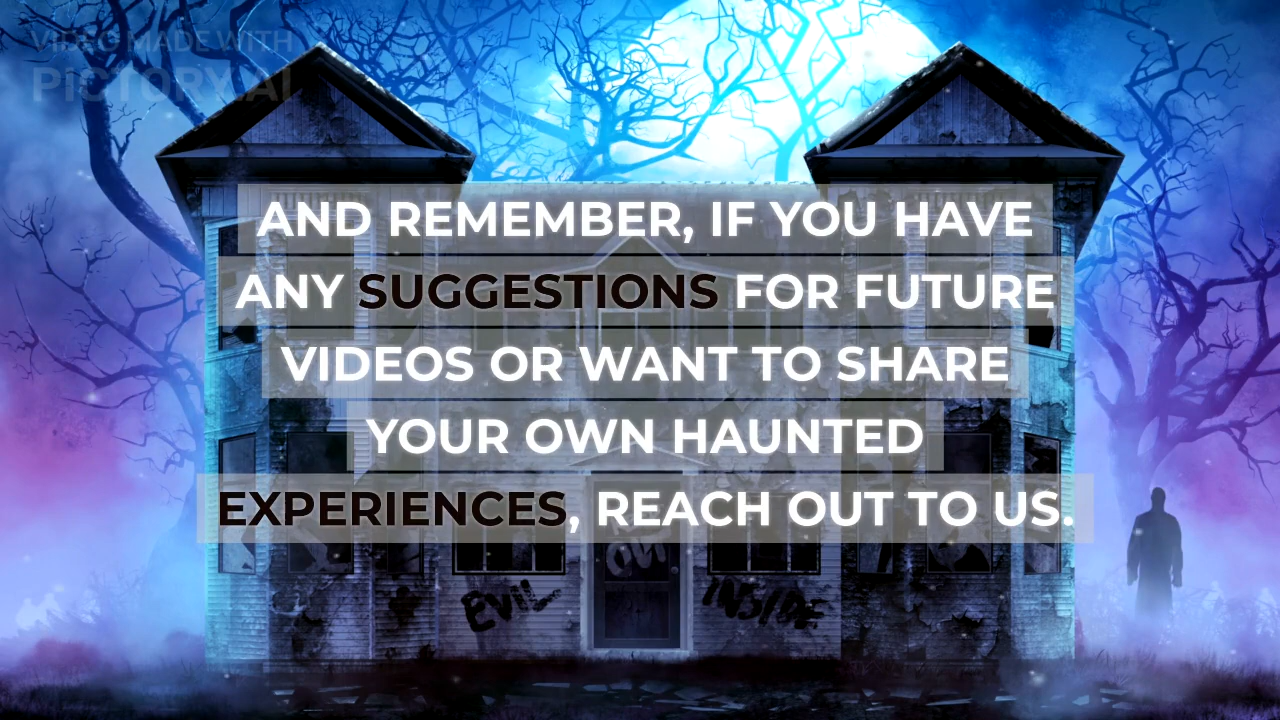 VIDEO MADE WITH
PICTORY.AI
AND REMEMBER, IF YOU HAVE
ANY SUGGESTIONS FOR FUTURE
VIDEOS OR WANT TO SHARE
YOUR OWN HAUNTED
EXPERIENCES, REACH OUT TO US.
EVIL
INSIDE